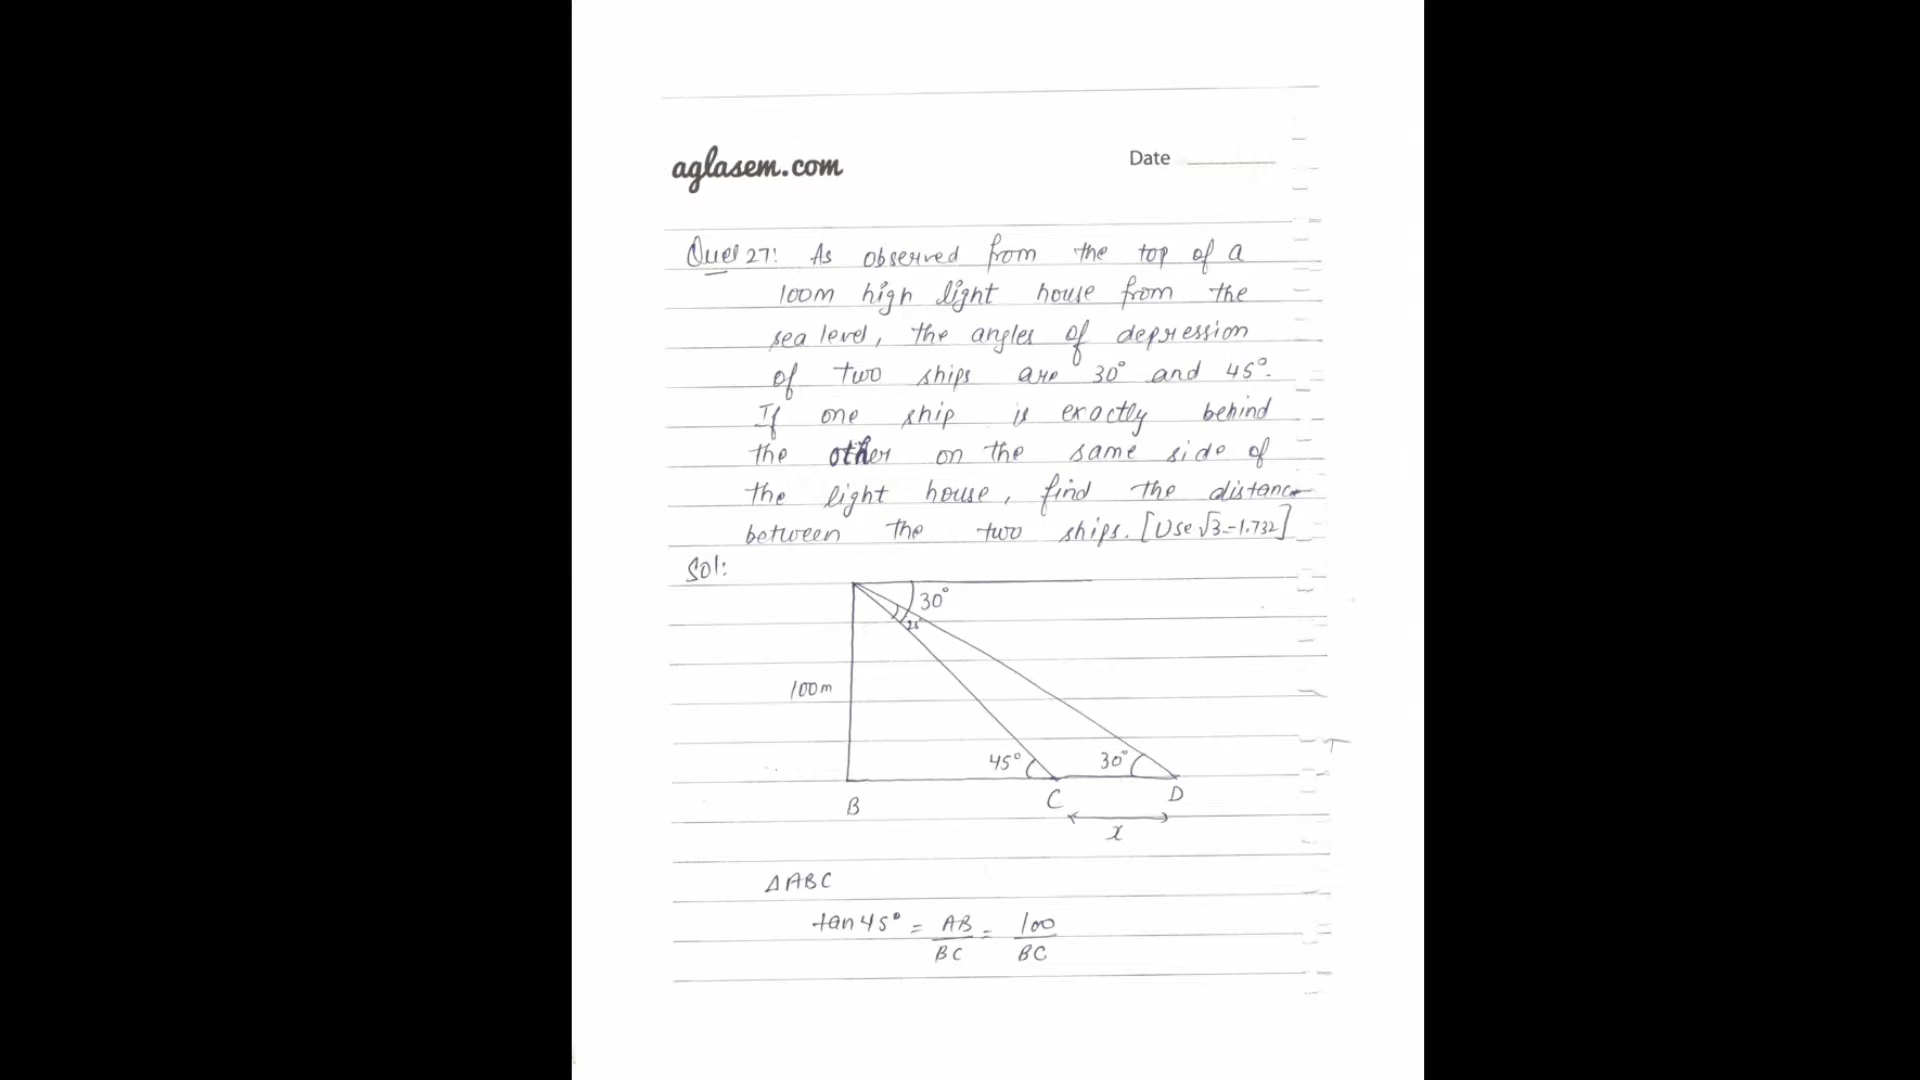 aglasem.com
Date
Ques 27: As observed from the top of a
100m high light house from the
sea level, the angles of depression
of two ships are 30° and 45°.
If one ship is exactly behind
the other on the same side of
the light house, find the distance
between the two ships. [Use √3=1.732]
Sol:
30°
100m
45° 30°
B C D
x
△ABC
tan 45° = AB/BC = 100/BC